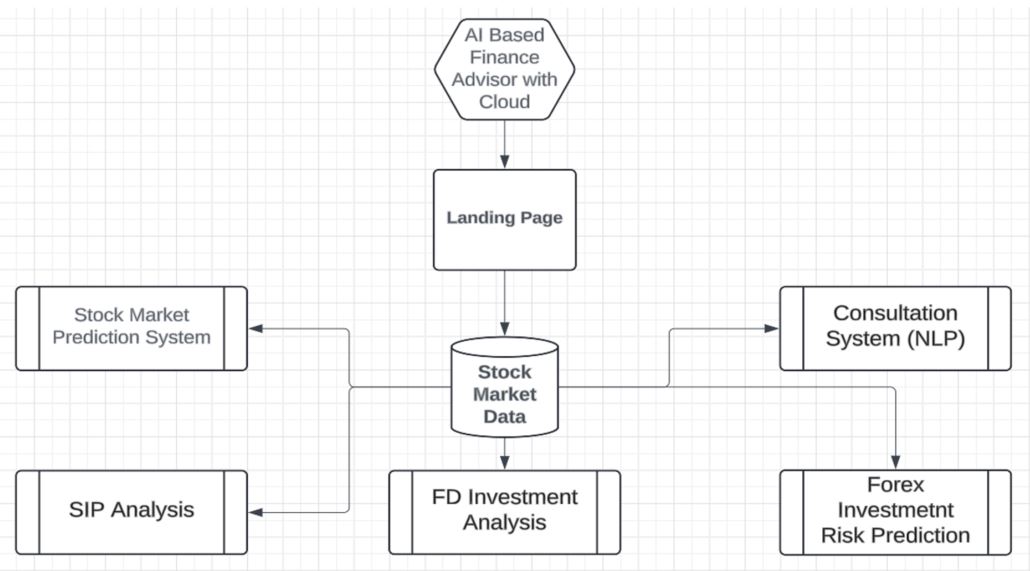 AI Based
Finance
Advisor with
Cloud
Landing Page
Stock Market
Prediction System
Consultation
System (NLP)
Stock
Market
Data
SIP Analysis
FD Investment
Analysis
Forex
Investmetnt
Risk Prediction